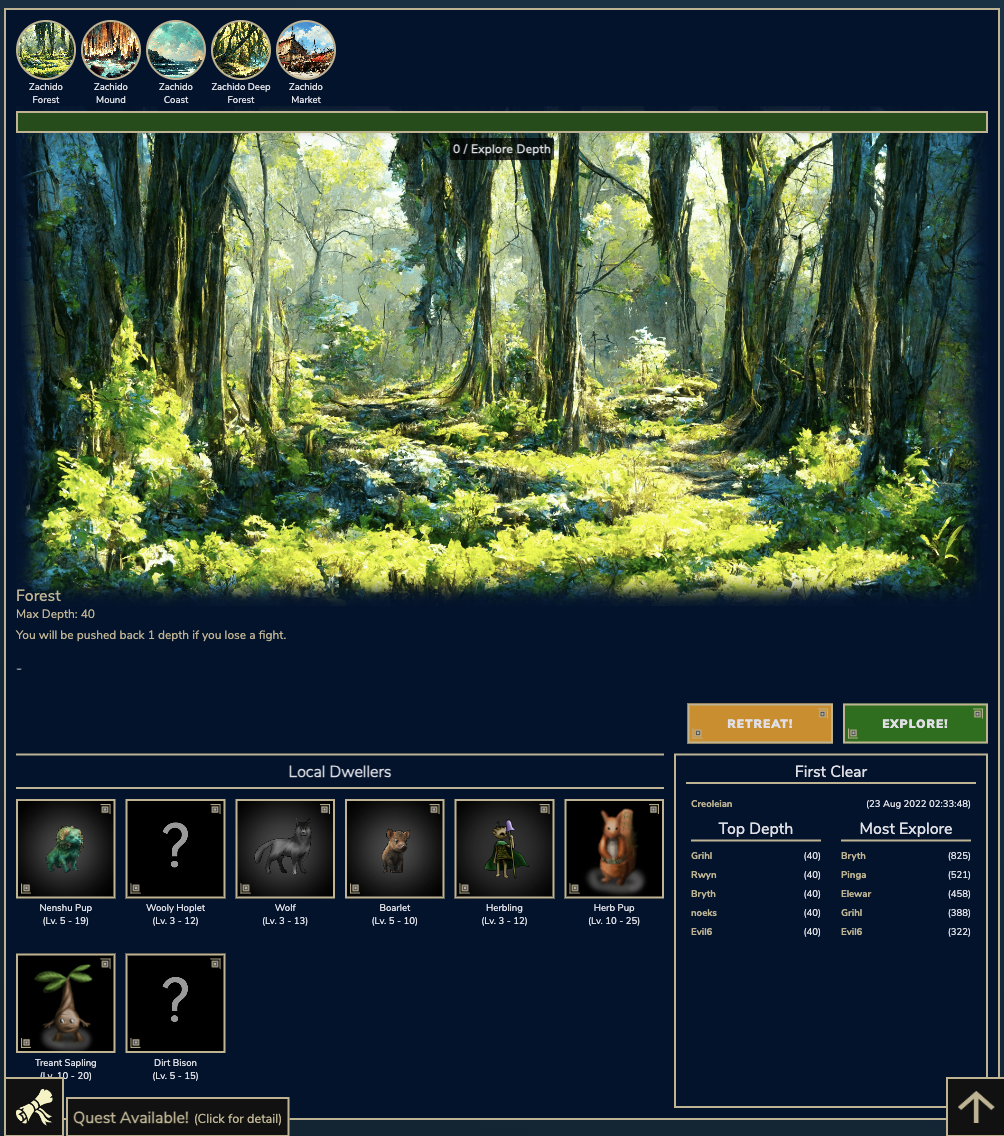 Zachido
Forest
Zachido
Mound
Zachido
Coast
Zachido Deep
Forest
Zachido
Market
0 / Explore Depth
Forest
Max Depth: 40
You will be pushed back 1 depth if you lose a fight.
-
RETREAT!
EXPLORE!
Local Dwellers
Nenshu Pup
(Lv. 5 - 19)
?
Wooly Hoplet
(Lv. 3 - 12)
Wolf
(Lv. 3 - 13)
Boarlet
(Lv. 5 - 10)
Herbling
(Lv. 3 - 12)
Herb Pup
(Lv. 10 - 25)
Treant Sapling
(Lv. 10 - 20)
?
Dirt Bison
(Lv. 5 - 15)
First Clear
Creoleian (23 Aug 2022 02:33:48)
Top Depth
Grihl (40)
Rwyn (40)
Bryth (40)
noeks (40)
Evil6 (40)
Most Explore
Bryth (825)
Pinga (521)
Elewar (458)
Grihl (388)
Evil6 (322)
Quest Available! (Click for detail)